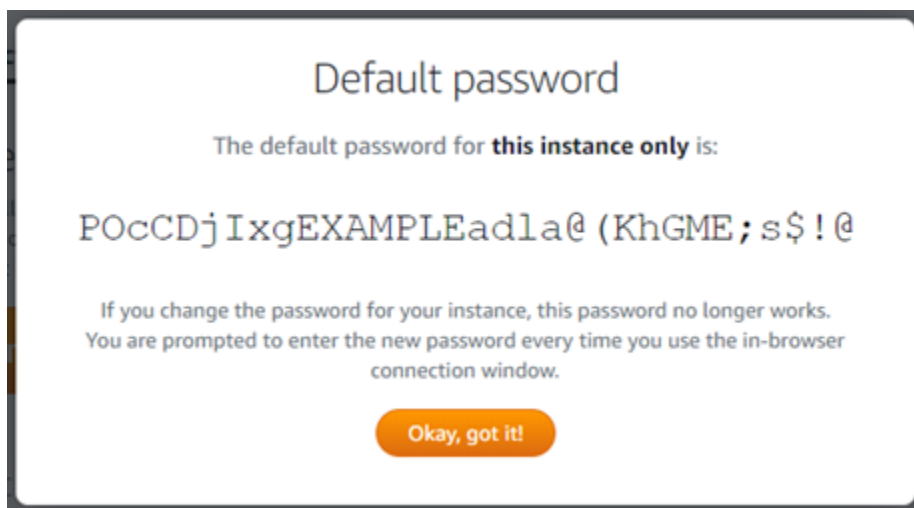 Default password
The default password for this instance only is:
POcCDjIxgEXAMPLEadla@(KhGME;s$!@
If you change the password for your instance, this password no longer works.
You are prompted to enter the new password every time you use the in-browser
connection window.
Okay, got it!